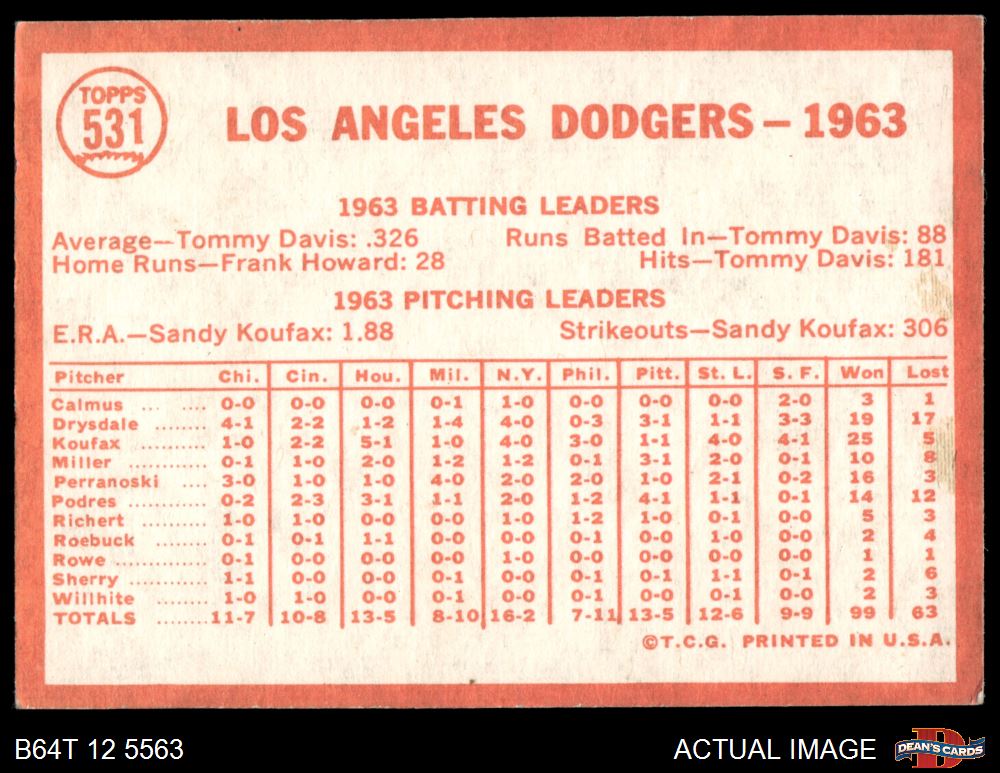 TOPPS
531
LOS ANGELES DODGERS – 1963
1963 BATTING LEADERS
Average—Tommy Davis: .326 Runs Batted In—Tommy Davis: 88
Home Runs—Frank Howard: 28 Hits—Tommy Davis: 181
1963 PITCHING LEADERS
E.R.A.—Sandy Koufax: 1.88 Strikeouts—Sandy Koufax: 306
Pitcher Chi. Cin. Hou. Mil. N.Y. Phil. Pitt. St. L. S. F. Won Lost
Calmus ... .... 0-0 0-0 0-0 0-1 1-0 0-0 0-0 0-0 2-0 3 1
Drysdale ........ 4-1 2-2 1-2 1-4 4-0 0-3 3-1 1-1 3-3 19 17
Koufax ........... 1-0 2-2 5-1 1-0 4-0 3-0 1-1 4-0 4-1 25 5
Miller ............ 0-1 1-0 2-0 1-2 1-2 0-1 3-1 2-0 0-1 10 8
Perranoski .... 3-0 1-0 1-0 4-0 2-0 2-0 1-0 2-1 0-2 16 3
Podres ........... 0-2 2-3 3-1 1-1 2-0 1-2 4-1 1-1 0-1 14 12
Richert .......... 1-0 1-0 0-0 0-0 1-0 1-2 1-0 0-1 0-0 5 3
Roebuck ........ 0-1 0-1 1-1 0-0 0-0 0-1 0-0 1-0 0-0 2 4
Rowe ............. 0-1 0-0 0-0 0-0 1-0 0-0 0-0 0-0 0-0 1 1
Sherry ........... 1-1 0-0 0-0 0-1 0-0 0-1 0-1 1-1 0-1 2 6
Willhite ........ 1-0 1-0 0-0 0-1 0-0 0-1 0-0 0-1 0-0 2 3
TOTALS ........ 11-7 10-8 13-5 8-10 16-2 7-11 13-5 12-6 9-9 99 63
©T.C.G. PRINTED IN U.S.A.
B64T 12 5563 ACTUAL IMAGE DEAN'S CARDS